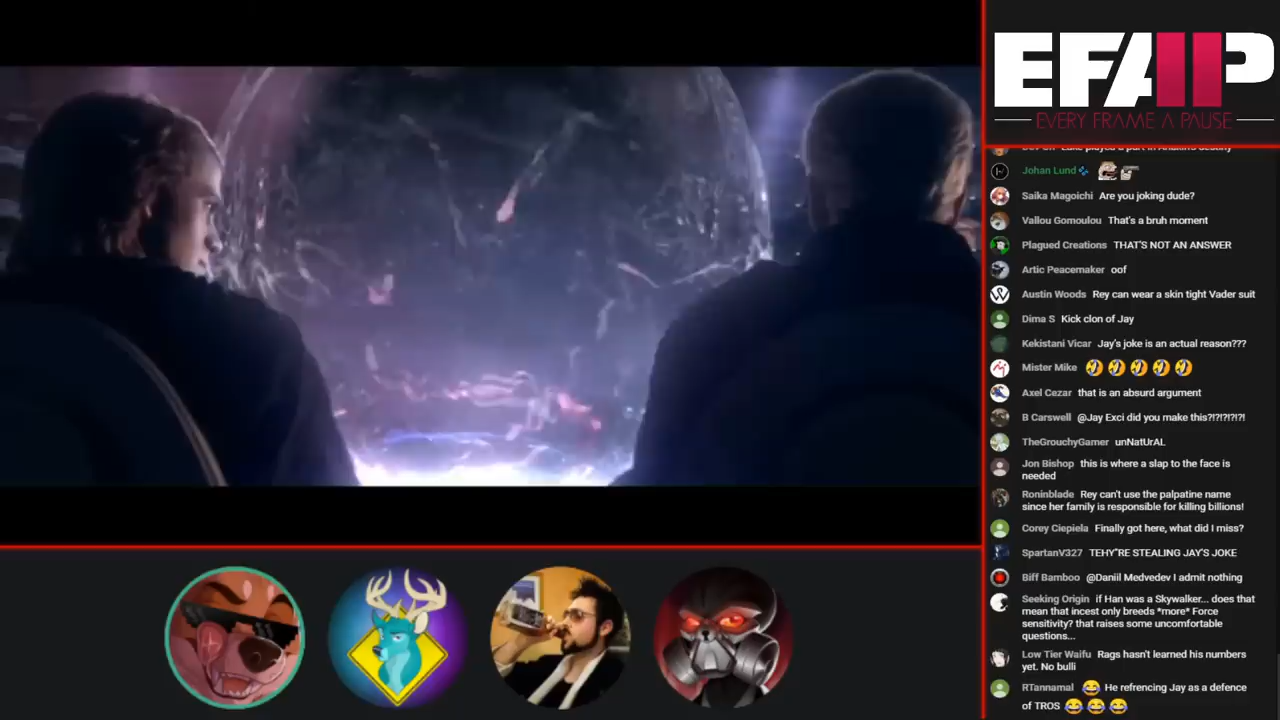 EFAP
EVERY FRAME A PAUSE
Luke played a part in Anakin's destiny
Johan Lund
Saika Magoichi Are you joking dude?
Vallou Gomoulou That's a bruh moment
Plagued Creations THAT'S NOT AN ANSWER
Artic Peacemaker oof
Austin Woods Rey can wear a skin tight Vader suit
Dima S Kick clon of Jay
Kekistani Vicar Jay's joke is an actual reason???
Mister Mike
Axel Cezar that is an absurd argument
B Carswell @Jay Exci did you make this?!?!?!?!?!
TheGrouchyGamer unNatUrAL
Jon Bishop this is where a slap to the face is
needed
Roninblade Rey can't use the palpatine name
since her family is responsible for killing billions!
Corey Ciepiela Finally got here, what did I miss?
SpartanV327 TEHY"RE STEALING JAY'S JOKE
Biff Bamboo @Daniil Medvedev I admit nothing
Seeking Origin if Han was a Skywalker... does that
mean that incest only breeds *more* Force
sensitivity? that raises some uncomfortable
questions...
Low Tier Waifu Rags hasn't learned his numbers
yet. No bulli
RTannamal He refrencing Jay as a defence
of TROS